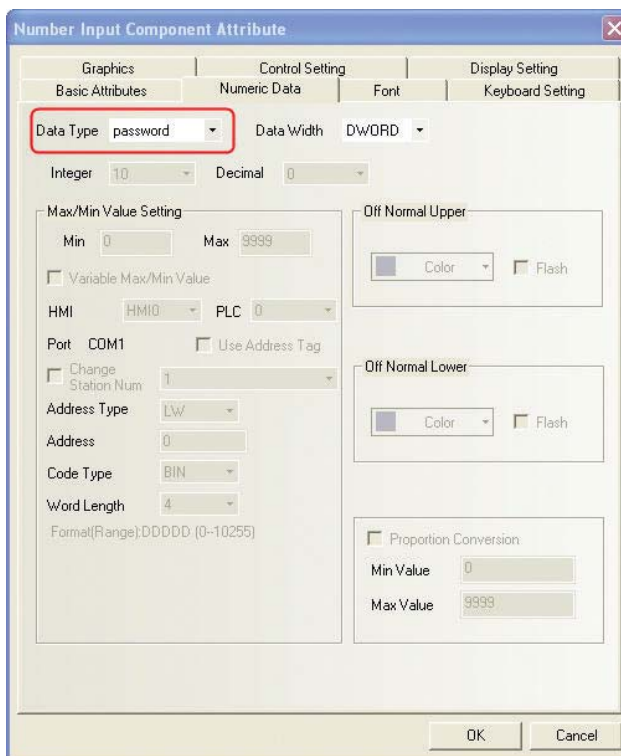 Number Input Component Attribute
Graphics Control Setting Display Setting
Basic Attributes Numeric Data Font Keyboard Setting
Data Type password Data Width DWORD
Integer 10 Decimal 0
Max/Min Value Setting
Min 0 Max 9999
Variable Max/Min Value
HMI HMI0 PLC 0
Port COM1 Use Address Tag
Change
Station Num 1
Address Type LW
Address 0
Code Type BIN
Word Length 4
Format(Range):DDDDD (0--10255)
Off Normal Upper
Color Flash
Off Normal Lower
Color Flash
Proportion Conversion
Min Value 0
Max Value 9999
OK Cancel